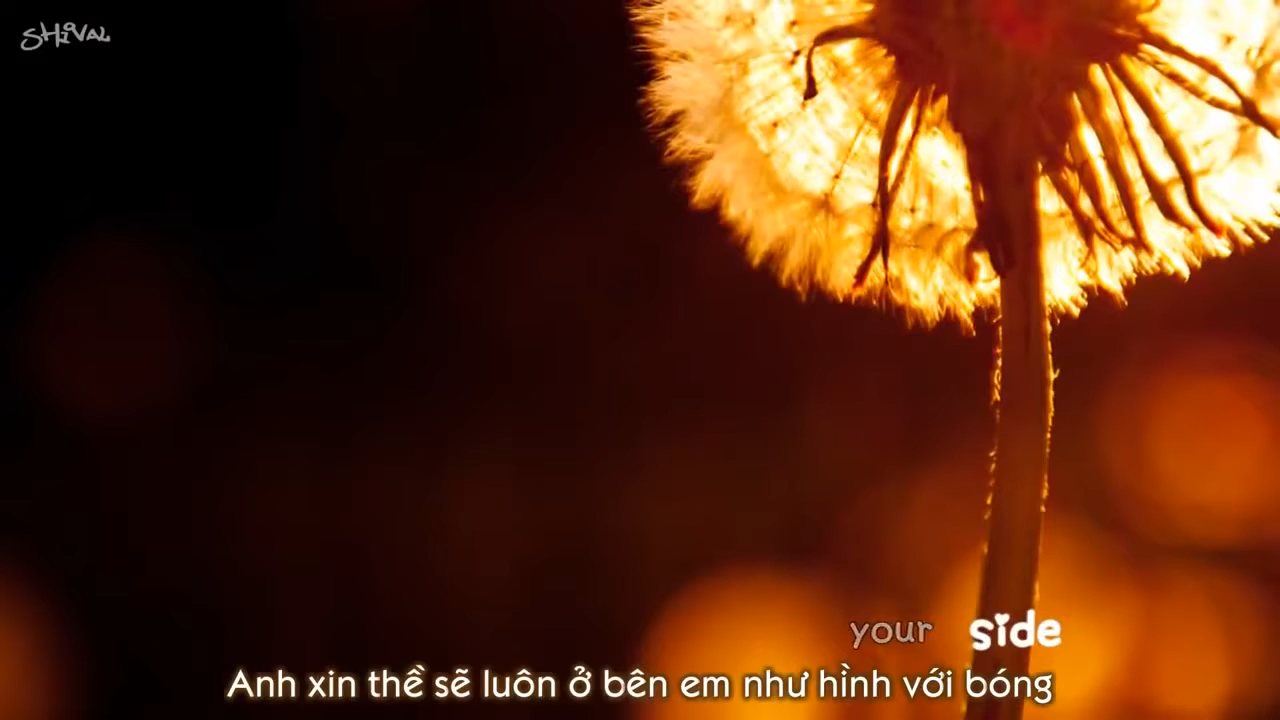 SHiVAL
your side
Anh xin thề sẽ luôn ở bên em như hình với bóng